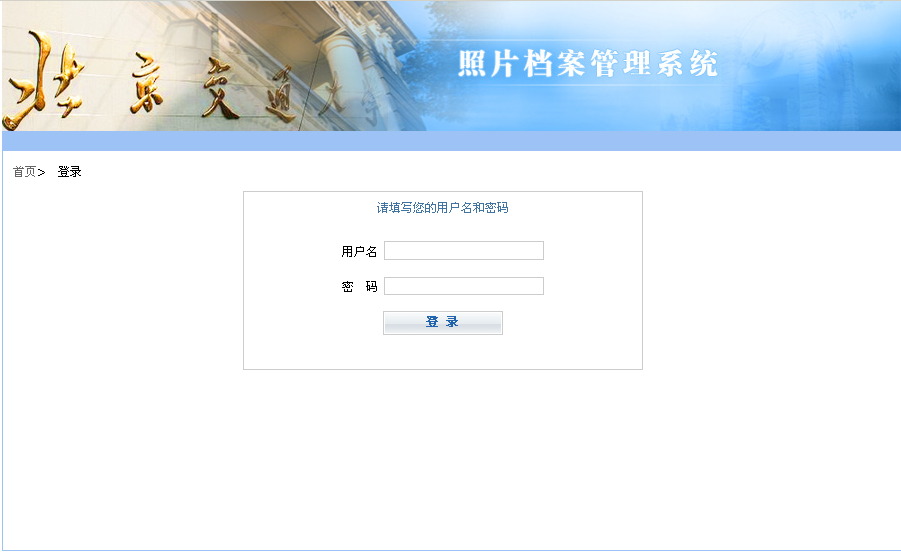 北京交通
照片档案管理系统
首页> 登录
请填写您的用户名和密码
用户名
密 码
登 录